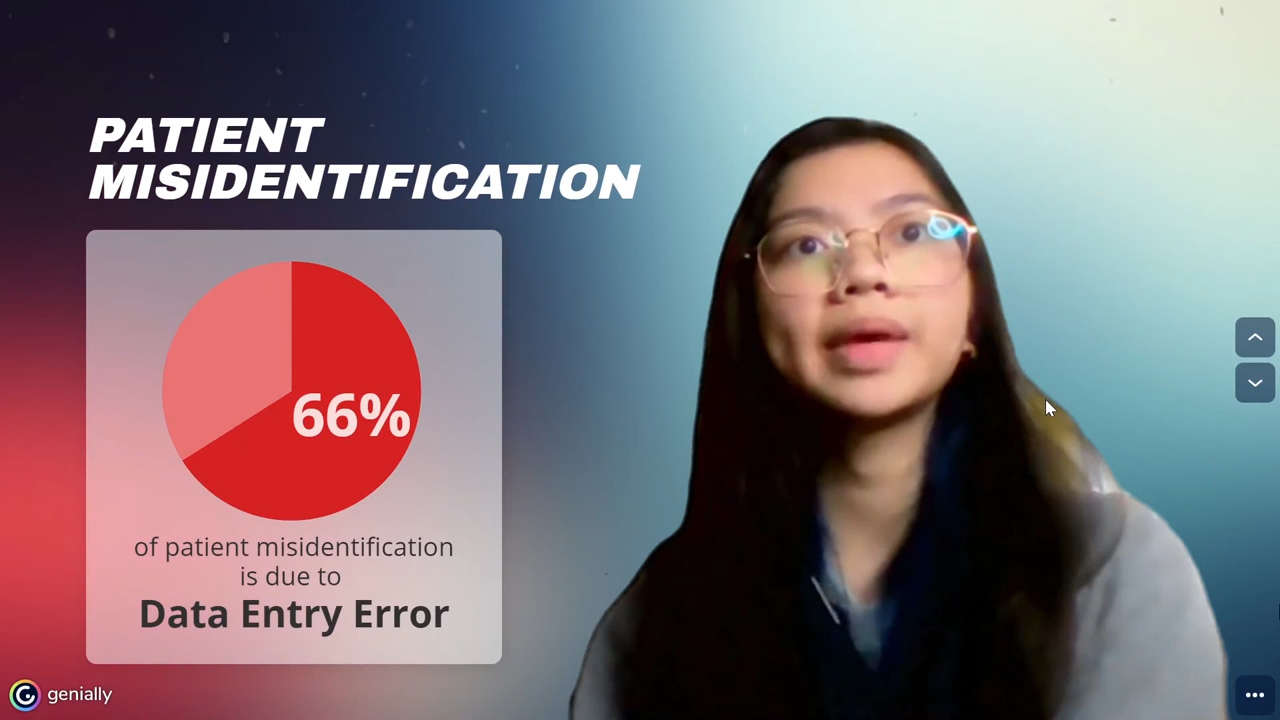 PATIENT
MISIDENTIFICATION
66%
of patient misidentification
is due to
Data Entry Error
genially